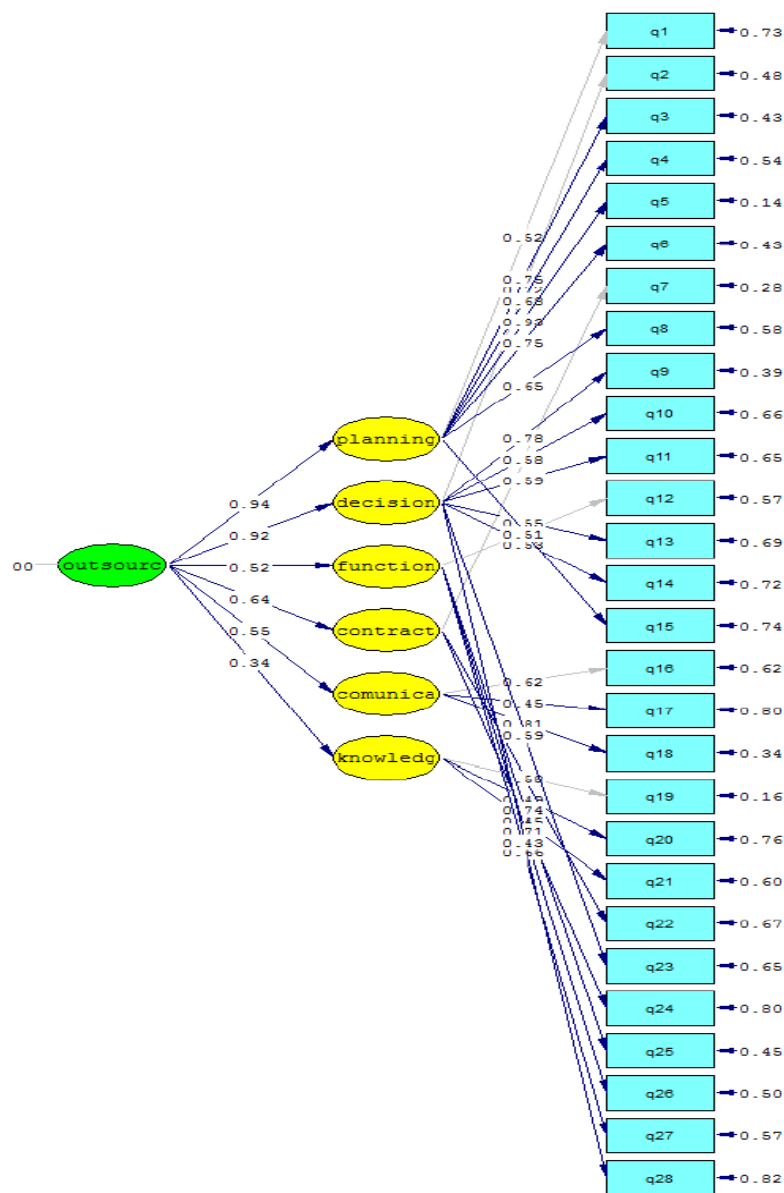 q1 0.73
q2 0.48
q3 0.43
q4 0.54
q5 0.14
q6 0.43
q7 0.28
q8 0.58
q9 0.39
q10 0.66
q11 0.65
q12 0.57
q13 0.69
q14 0.72
q15 0.74
q16 0.62
q17 0.80
q18 0.34
q19 0.16
q20 0.76
q21 0.60
q22 0.67
q23 0.65
q24 0.80
q25 0.45
q26 0.50
q27 0.57
q28 0.82
0.52
0.75
0.68
0.93
0.75
0.65
0.78
0.58
0.59
0.55
0.51
0.62
0.45
0.81
0.59
0.74
0.71
0.43
planning
decision
function
contract
comunica
knowledg
0.94
0.92
0.52
0.64
0.55
0.34
outsourc